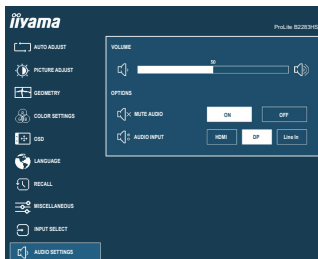 iiyama
ProLite B2283HS
AUTO ADJUST
PICTURE ADJUST
GEOMETRY
COLOR SETTINGS
OSD
LANGUAGE
RECALL
MISCELLANEOUS
INPUT SELECT
AUDIO SETTINGS
VOLUME
50
OPTIONS
MUTE AUDIO
ON
OFF
AUDIO INPUT
HDMI
DP
Line In